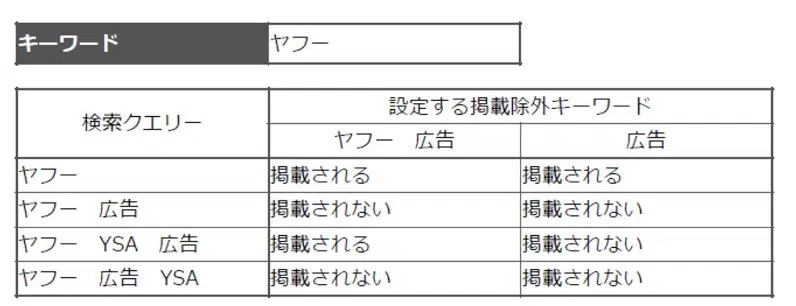 キーワード ヤフー
検索クエリー 設定する掲載除外キーワード
ヤフー　広告 広告
ヤフー 掲載される 掲載される
ヤフー　広告 掲載されない 掲載されない
ヤフー　YSA　広告 掲載される 掲載されない
ヤフー　広告　YSA 掲載されない 掲載されない